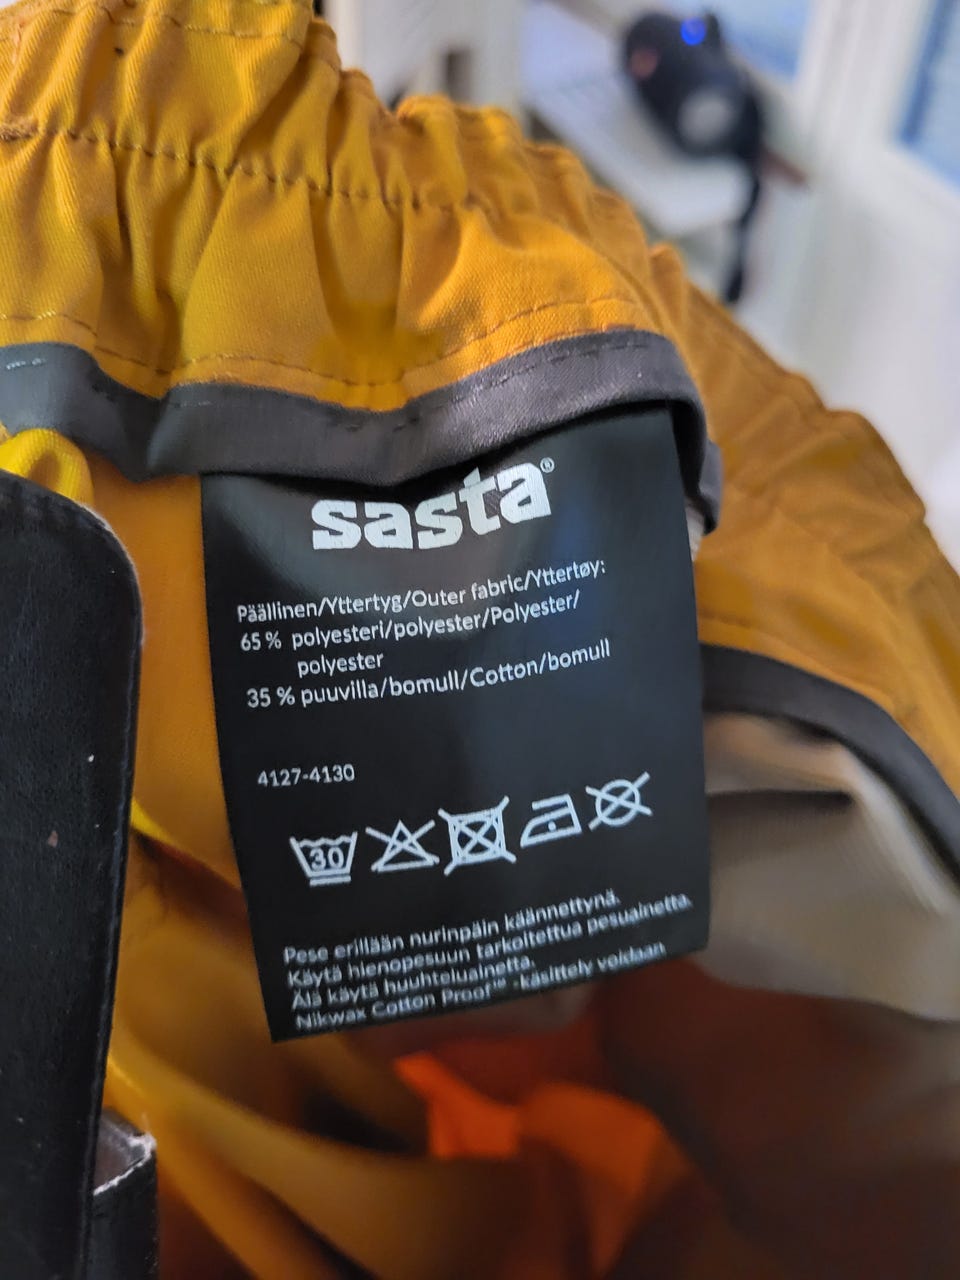 sasta®
Päällinen/Yttertyg/Outer fabric/Yttertøy:
65 % polyesteri/polyester/Polyester/
polyester
35 % puuvilla/bomull/Cotton/bomull
4127-4130
30
Pese erillään nurinpäin käännettynä.
Käytä hienopesuun tarkoitettua pesuainetta.
Älä käytä huuhteluainetta.
Nikwax Cotton Proof™ -käsittely voidaan